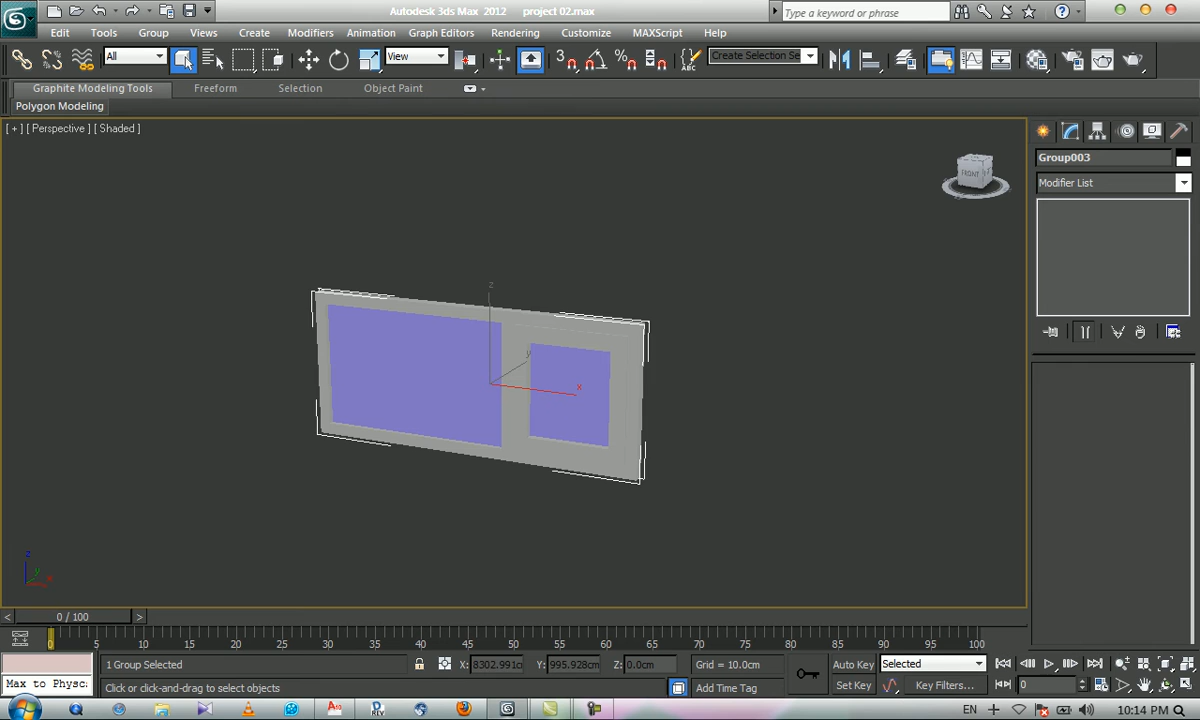 Autodesk 3ds Max 2012 project 02.max
Type a keyword or phrase
Edit Tools Group Views Create Modifiers Animation Graph Editors Rendering Customize MAXScript Help
All View Create Selection Se
Graphite Modeling Tools Freeform Selection Object Paint
Polygon Modeling
[ + ] [ Perspective ] [ Shaded ]
FRONT
Group003
Modifier List
z
y
x
z
y
x
0 / 100
0 5 10 15 20 25 30 35 40 45 50 55 60 65 70 75 80 85 90 95 100
1 Group Selected X: 8302.991c Y: 995.928cm Z: 0.0cm Grid = 10.0cm Auto Key Selected
Max to Physc: Click or click-and-drag to select objects Add Time Tag Set Key Key Filters... 0
EN 10:14 PM